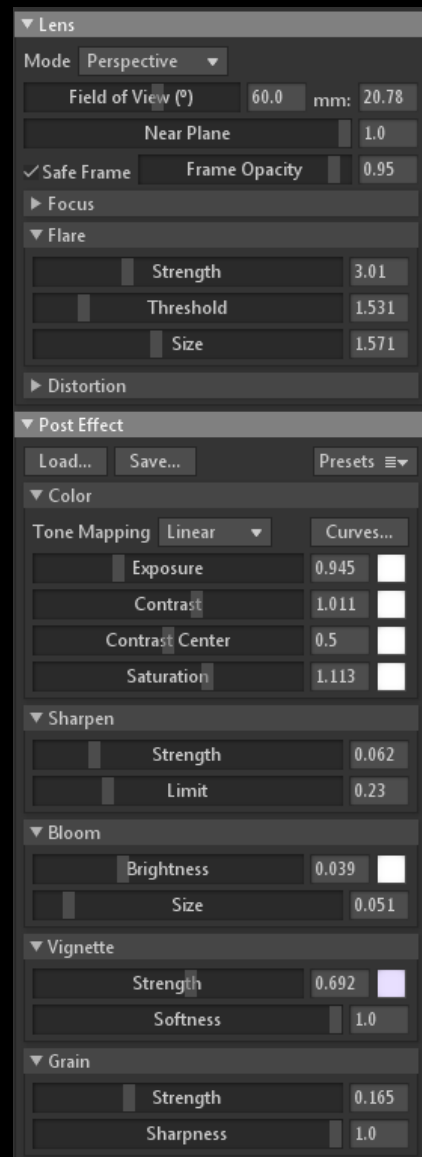 Lens
Mode Perspective
Field of View (º) 60.0 mm: 20.78
Near Plane 1.0
Safe Frame Frame Opacity 0.95
Focus
Flare
Strength 3.01
Threshold 1.531
Size 1.571
Distortion
Post Effect
Load... Save... Presets
Color
Tone Mapping Linear Curves...
Exposure 0.945
Contrast 1.011
Contrast Center 0.5
Saturation 1.113
Sharpen
Strength 0.062
Limit 0.23
Bloom
Brightness 0.039
Size 0.051
Vignette
Strength 0.692
Softness 1.0
Grain
Strength 0.165
Sharpness 1.0